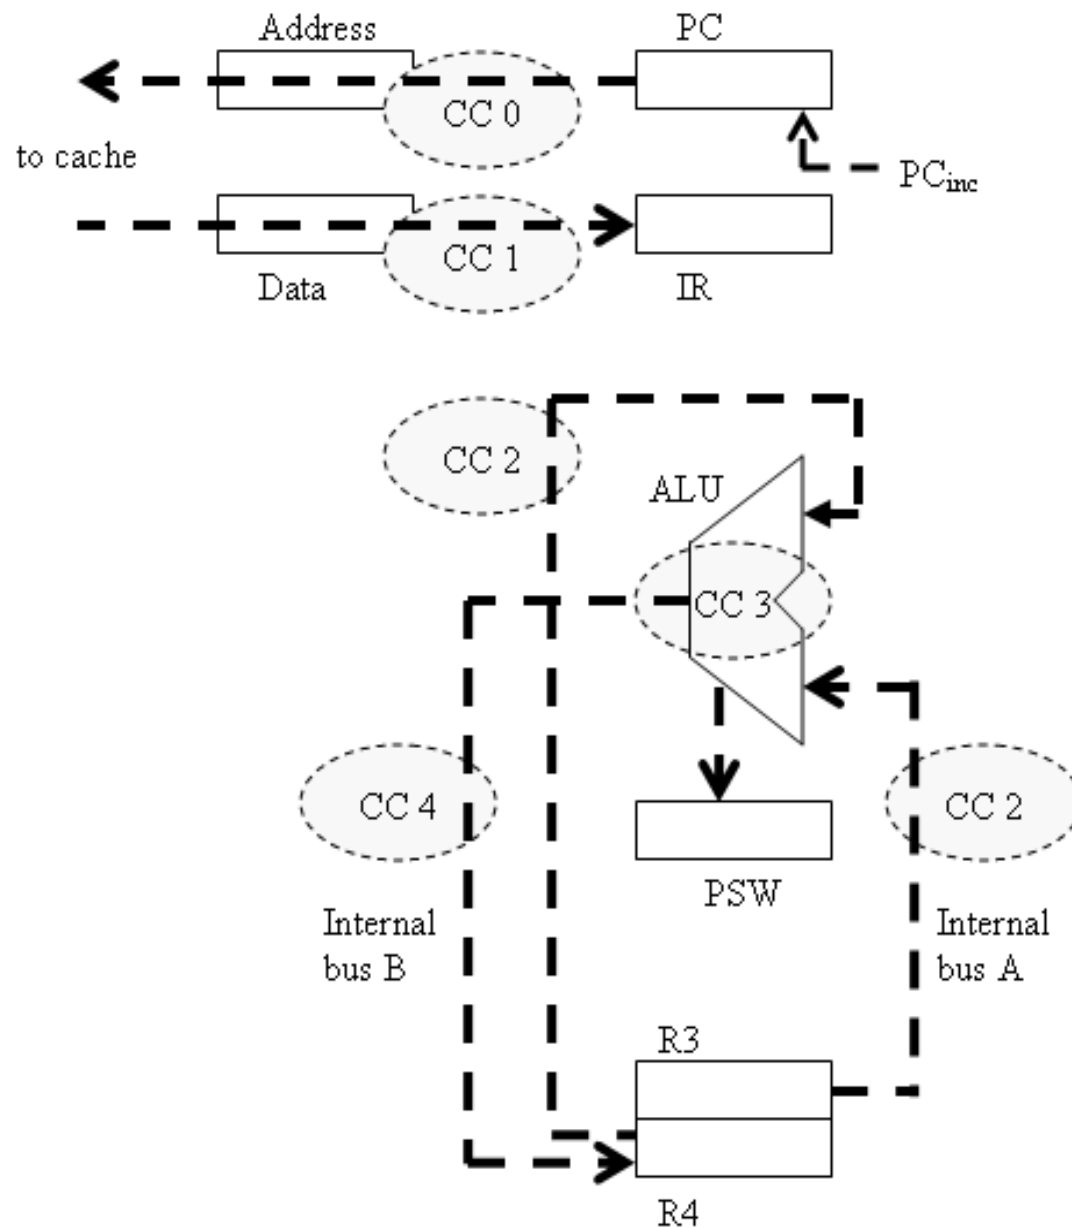 Address
PC
CC 0
to cache
PCinc
CC 1
Data
IR
CC 2
ALU
CC 3
CC 4
CC 2
PSW
Internal
bus B
Internal
bus A
R3
R4